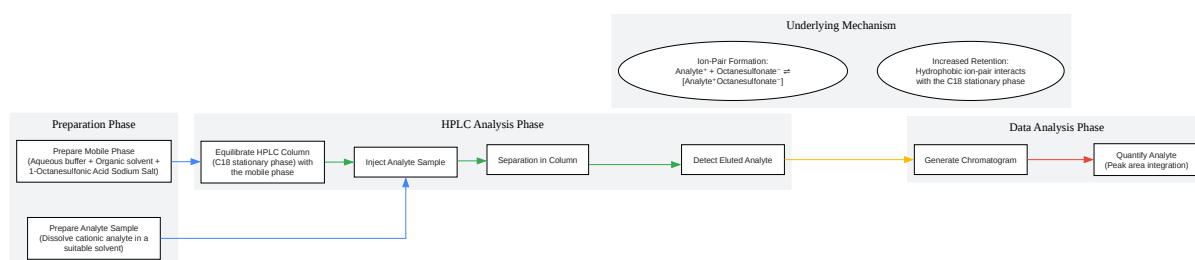 Underlying Mechanism
Ion-Pair Formation:
Analyte⁺ + Octanesulfonate⁻ ⇌
[Analyte⁺Octanesulfonate⁻]
Increased Retention:
Hydrophobic ion-pair interacts
with the C18 stationary phase
Preparation Phase
Prepare Mobile Phase
(Aqueous buffer + Organic solvent +
1-Octanesulfonic Acid Sodium Salt)
Prepare Analyte Sample
(Dissolve cationic analyte in a
suitable solvent)
HPLC Analysis Phase
Equilibrate HPLC Column
(C18 stationary phase) with
the mobile phase
Inject Analyte Sample
Separation in Column
Detect Eluted Analyte
Data Analysis Phase
Generate Chromatogram
Quantify Analyte
(Peak area integration)